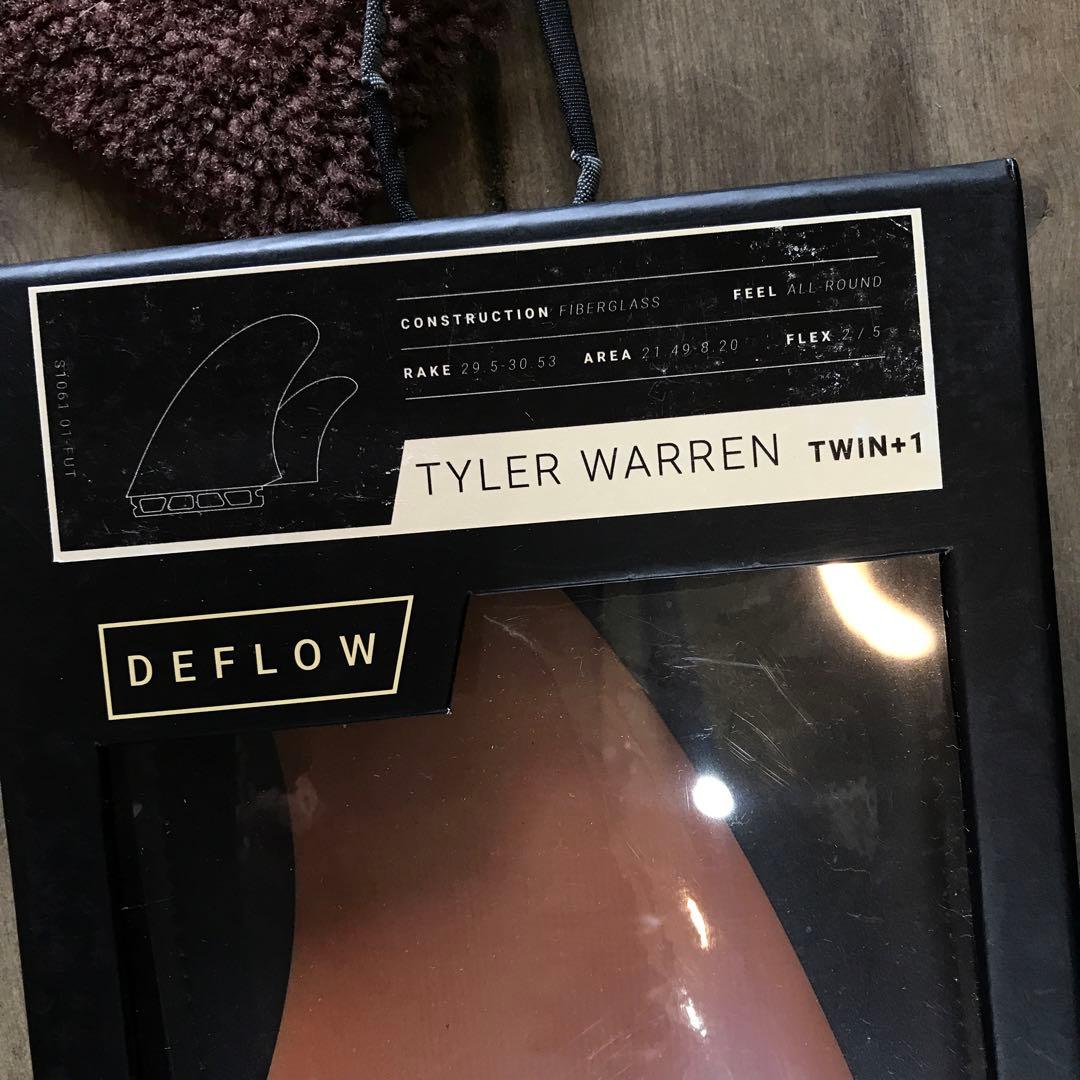 CONSTRUCTION FIBERGLASS FEEL ALL ROUND
RAKE 29.5-30.53 AREA 21.49-8.20 FLEX 2 / 5
S1061.01-FUT
TYLER WARREN TWIN+1
DEFLOW